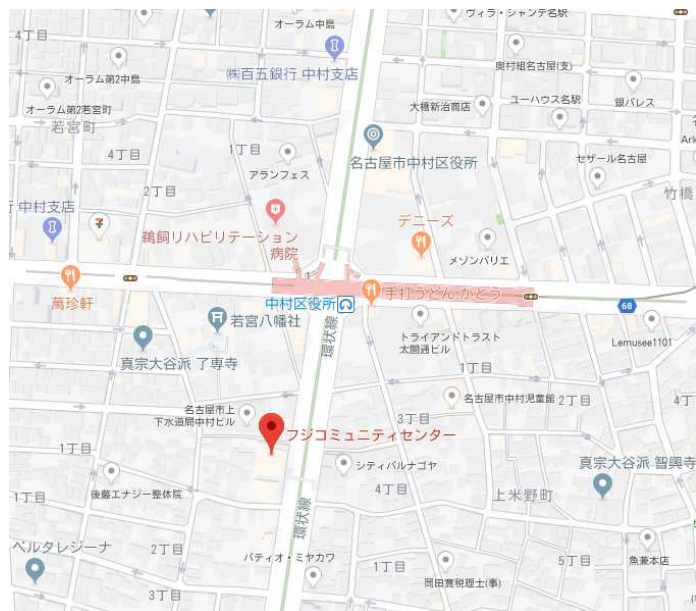 オーラム中島
4丁目
ヴィラ・シャンテ名駅
㈱百五銀行 中村支店
奥村組名古屋(支)
オーラム第2中島
オーラム第2若宮町
若宮町
大橋新治商店
ユーハウス名駅
銀パレス
Ark
4丁目
1丁目
名古屋市中村区役所
セザール名古屋
アランフェス
2丁目
竹橋
行 中村支店
鵜飼リハビリテーション
病院
デニーズ
メゾンバリエ
萬珍軒
中村区役所
手打うどん・かとう
68
若宮八幡社
環状線
トライアンドトラスト
太閤通ビル
Lemusee1101
真宗大谷派 了専寺
1丁目
名古屋市上
下水道局中村ビル
名古屋市中村児童館
2丁目
4丁
3丁目
フジコミュニティセンター
1丁目
シティパルナゴヤ
真宗大谷派 智興寺
後藤エナジー整体院
4丁目
1丁目
上米野町
環状線
ベルタレジーナ
2丁目
パティオ・ミヤカワ
1丁目
岡田寛税理士(事)
5丁目
魚兼本店
3丁目